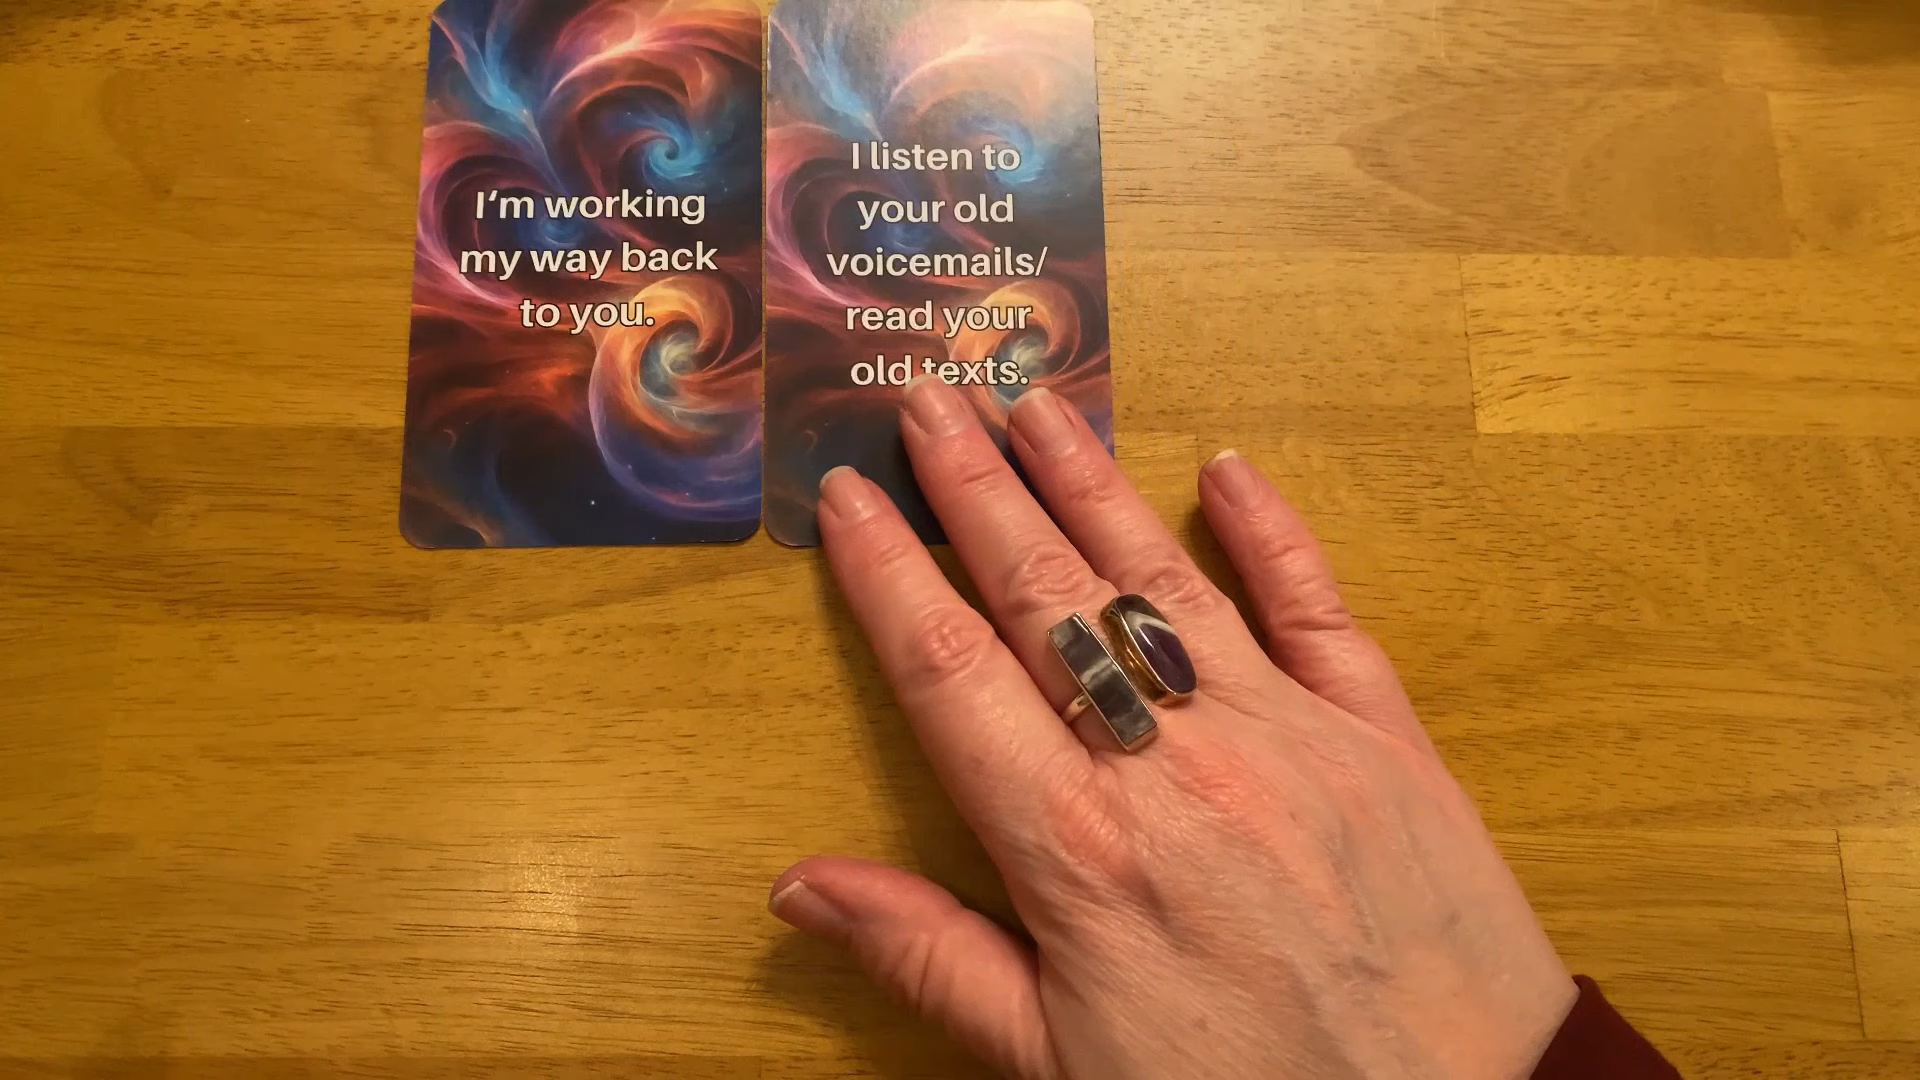 I'm working
my way back
to you.
I listen to
your old
voicemails/
read your
old texts.